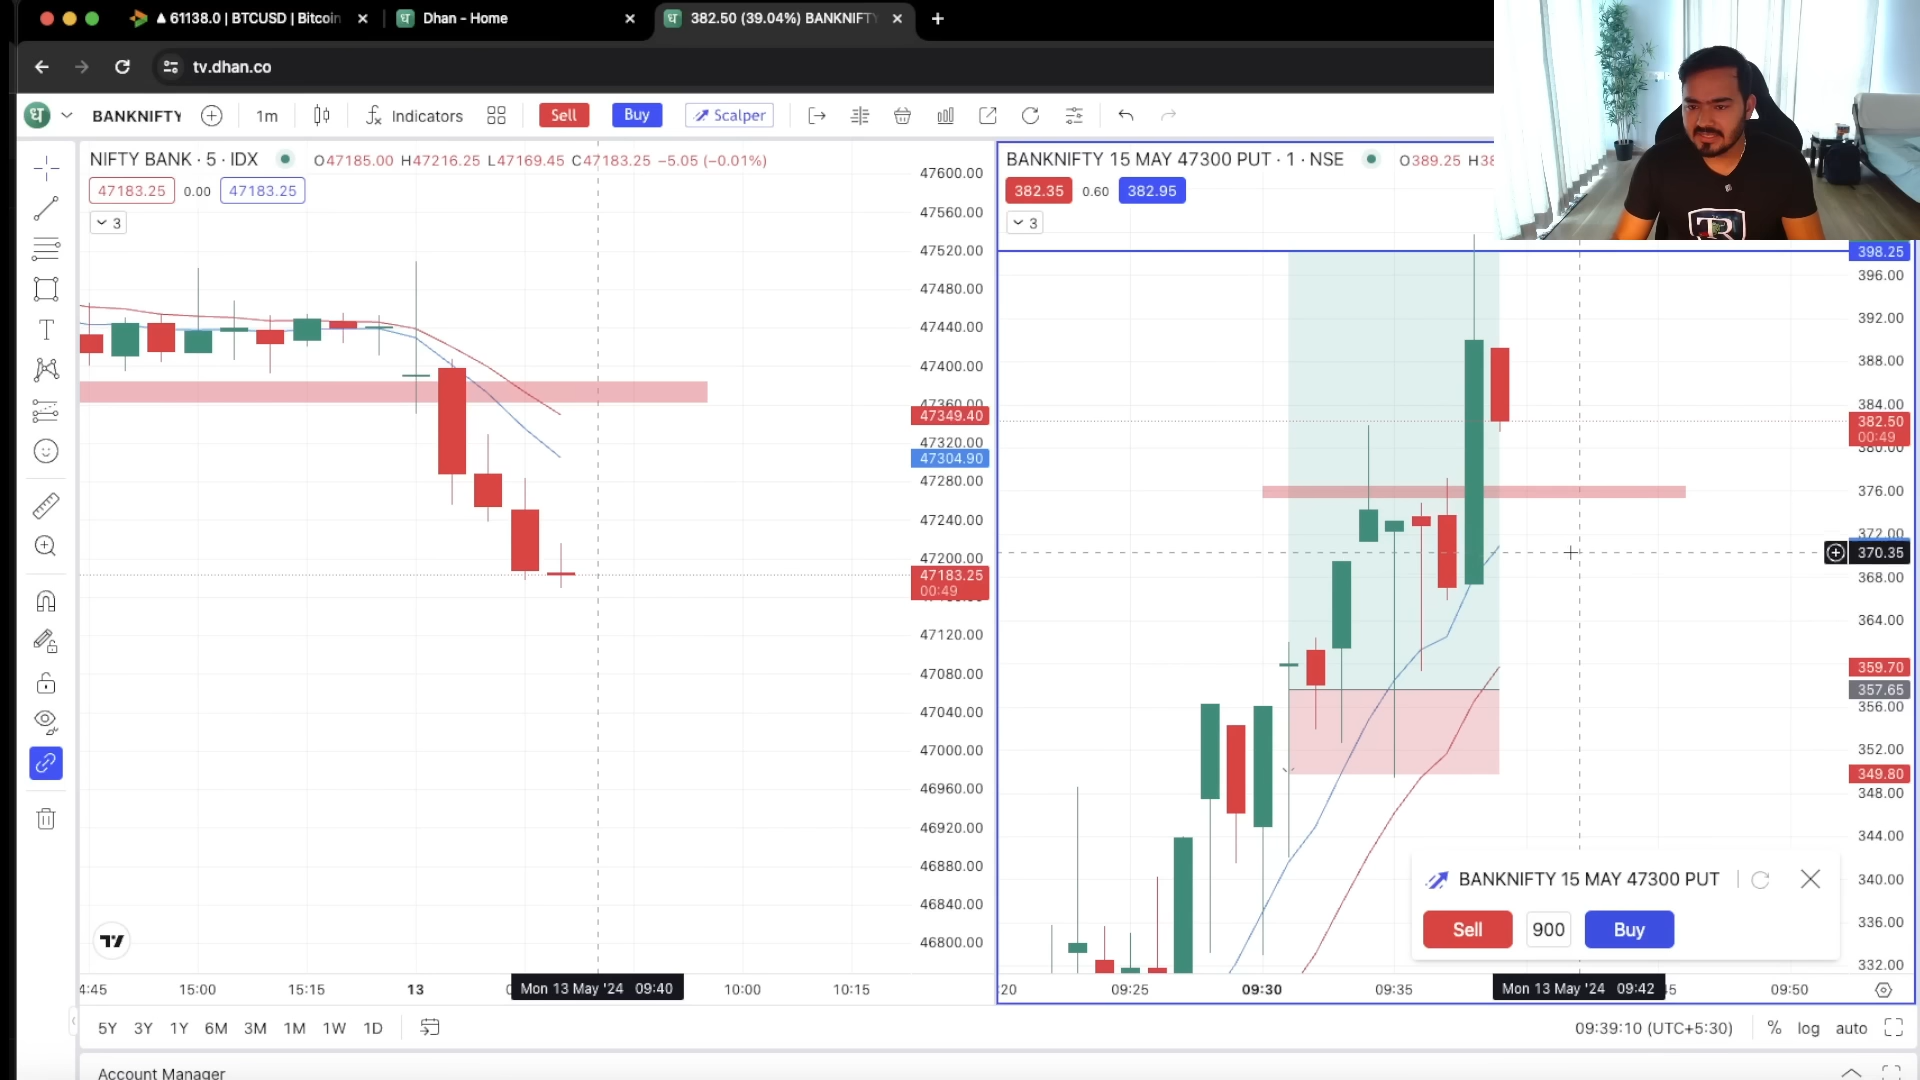 ▲ 61138.0 | BTCUSD | Bitcoin
Dhan - Home
382.50 (39.04%) BANKNIFT
tv.dhan.co
BANKNIFTY
1m
Indicators
Sell
Buy
Scalper
NIFTY BANK · 5 · IDX
O47185.00 H47216.25 L47169.45 C47183.25 −5.05 (−0.01%)
47183.25
0.00
47183.25
3
47600.00
47560.00
47520.00
47480.00
47440.00
47400.00
47360.00
47349.40
47320.00
47304.90
47280.00
47240.00
47200.00
47183.25
00:49
47120.00
47080.00
47040.00
47000.00
46960.00
46920.00
46880.00
46840.00
46800.00
4:45
15:00
15:15
13
Mon 13 May '24 09:40
10:00
10:15
BANKNIFTY 15 MAY 47300 PUT · 1 · NSE
O389.25 H38
382.35
0.60
382.95
3
398.25
396.00
392.00
388.00
384.00
382.50
00:49
380.00
376.00
372.00
370.35
368.00
364.00
359.70
357.65
356.00
352.00
349.80
348.00
344.00
340.00
336.00
332.00
BANKNIFTY 15 MAY 47300 PUT
Sell
900
Buy
:20
09:25
09:30
09:35
Mon 13 May '24 09:42
45
09:50
5Y
3Y
1Y
6M
3M
1M
1W
1D
09:39:10 (UTC+5:30)
%
log
auto
Account Manager